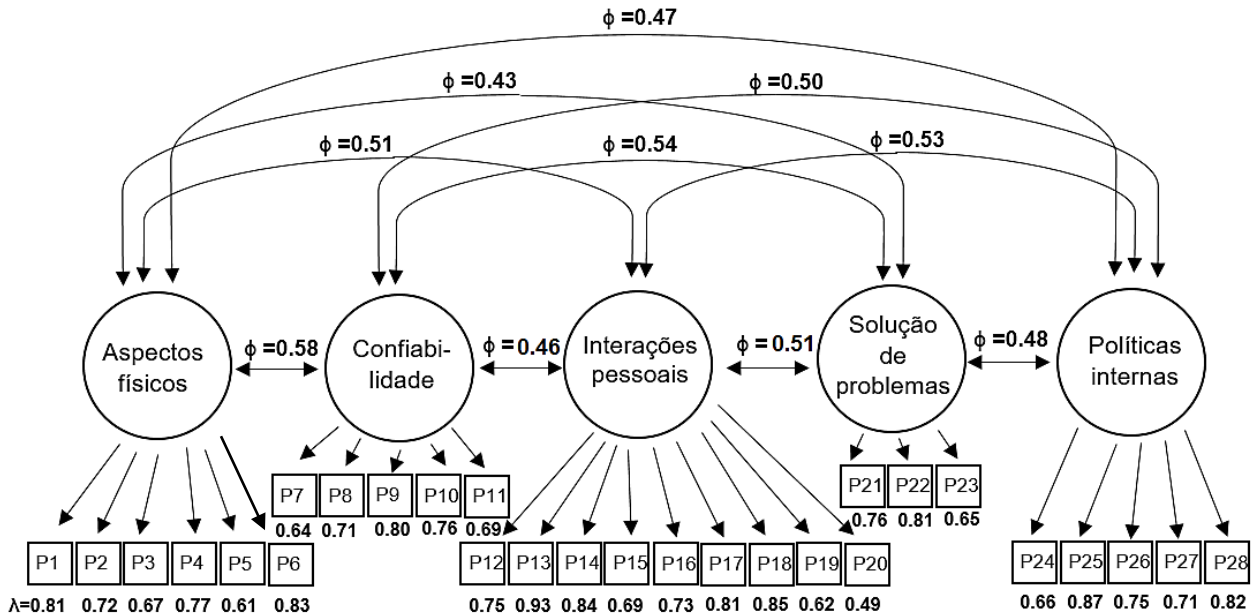 ϕ =0.47
ϕ =0.43
ϕ =0.50
ϕ =0.51
ϕ =0.54
ϕ =0.53
Aspectos
físicos
ϕ =0.58
Confiabi-
lidade
ϕ = 0.46
Interações
pessoais
ϕ = 0.51
Solução
de
problemas
ϕ =0.48
Políticas
internas
P7 P8 P9 P10 P11
0.64 0.71 0.80 0.76 0.69
P21 P22 P23
0.76 0.81 0.65
P1 P2 P3 P4 P5 P6
λ=0.81 0.72 0.67 0.77 0.61 0.83
P12 P13 P14 P15 P16 P17 P18 P19 P20
0.75 0.93 0.84 0.69 0.73 0.81 0.85 0.62 0.49
P24 P25 P26 P27 P28
0.66 0.87 0.75 0.71 0.82